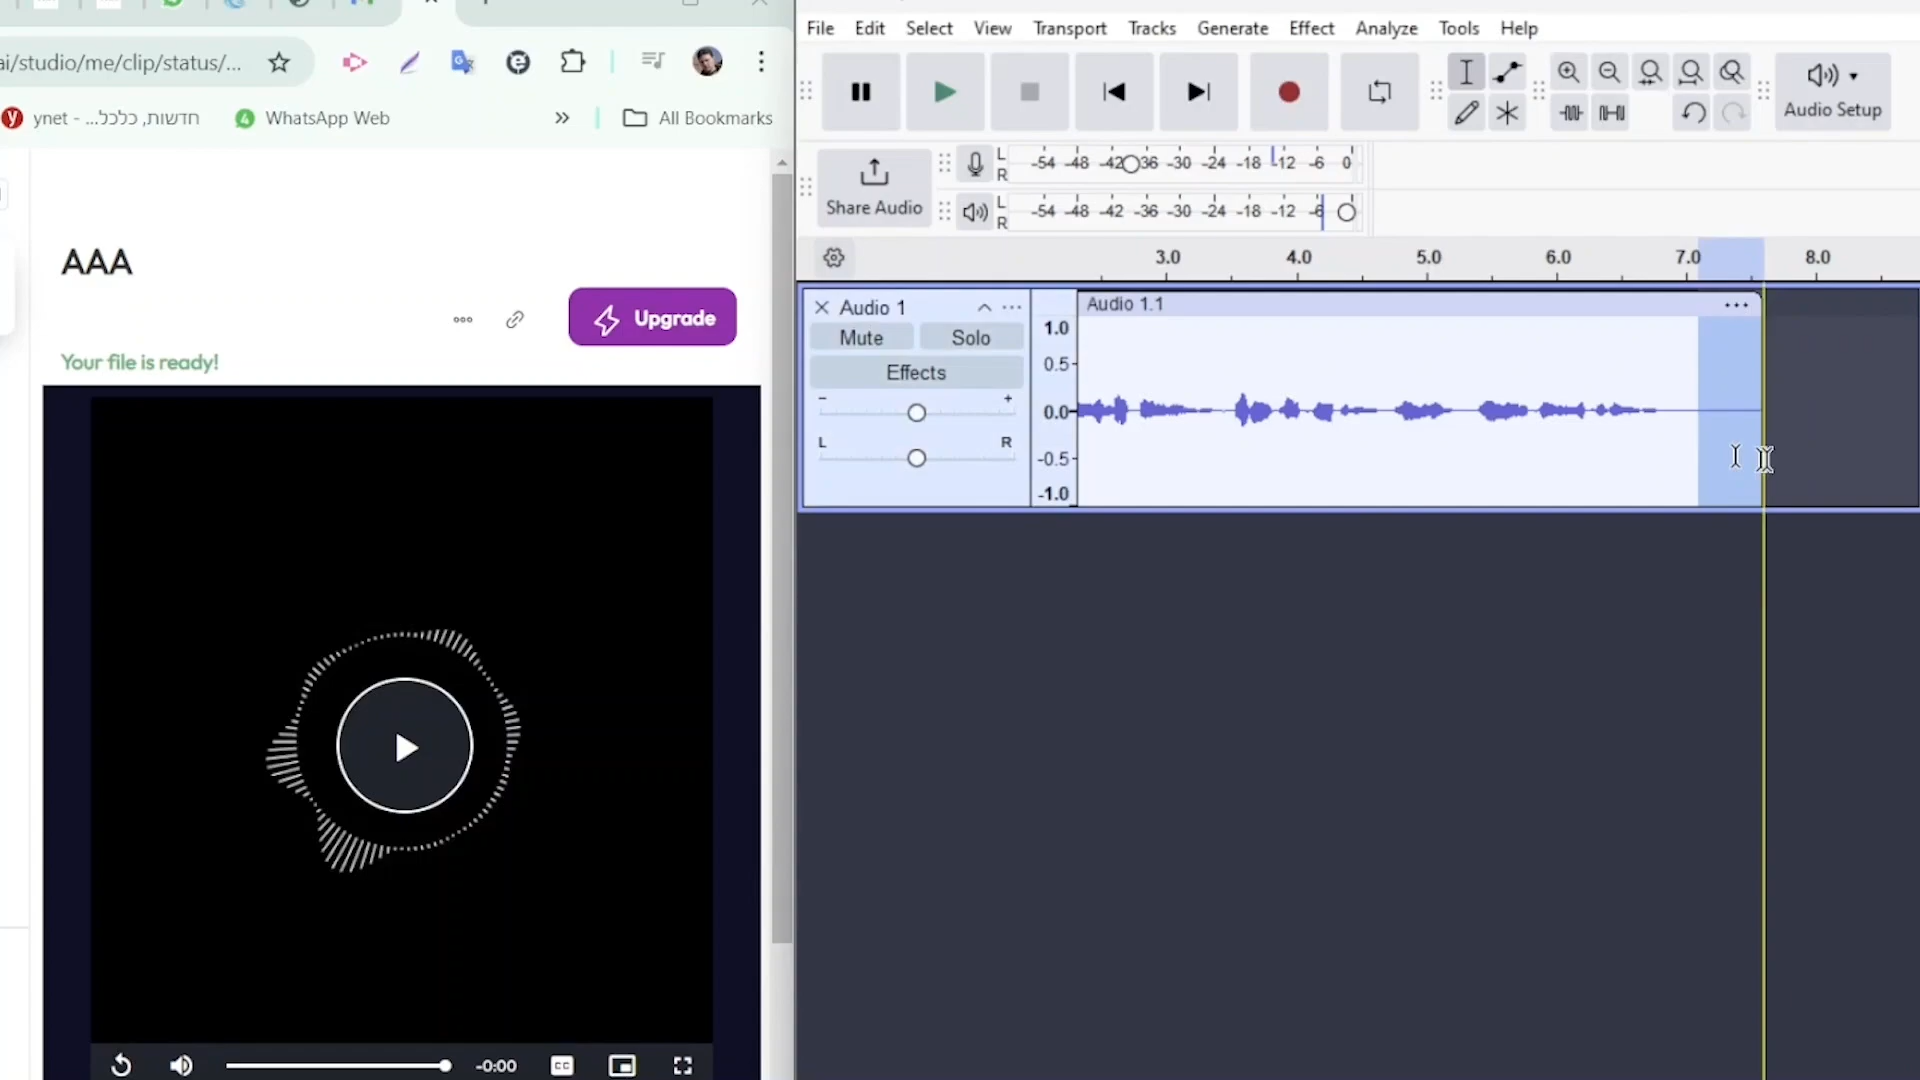 ai/studio/me/clip/status/...
ynet - חדשות, כלכל...
4
WhatsApp Web
All Bookmarks
AAA
Upgrade
Your file is ready!
-0:00
CC
File Edit Select View Transport Tracks Generate Effect Analyze Tools Help
Audio Setup
Share Audio
L
R
-54 -48 -42 36 -30 -24 -18 -12 -6 0
L
R
-54 -48 -42 -36 -30 -24 -18 -12 -6
3.0 4.0 5.0 6.0 7.0 8.0
Audio 1
Mute Solo
Effects
- +
L R
1.0
0.5
0.0
-0.5
-1.0
Audio 1.1